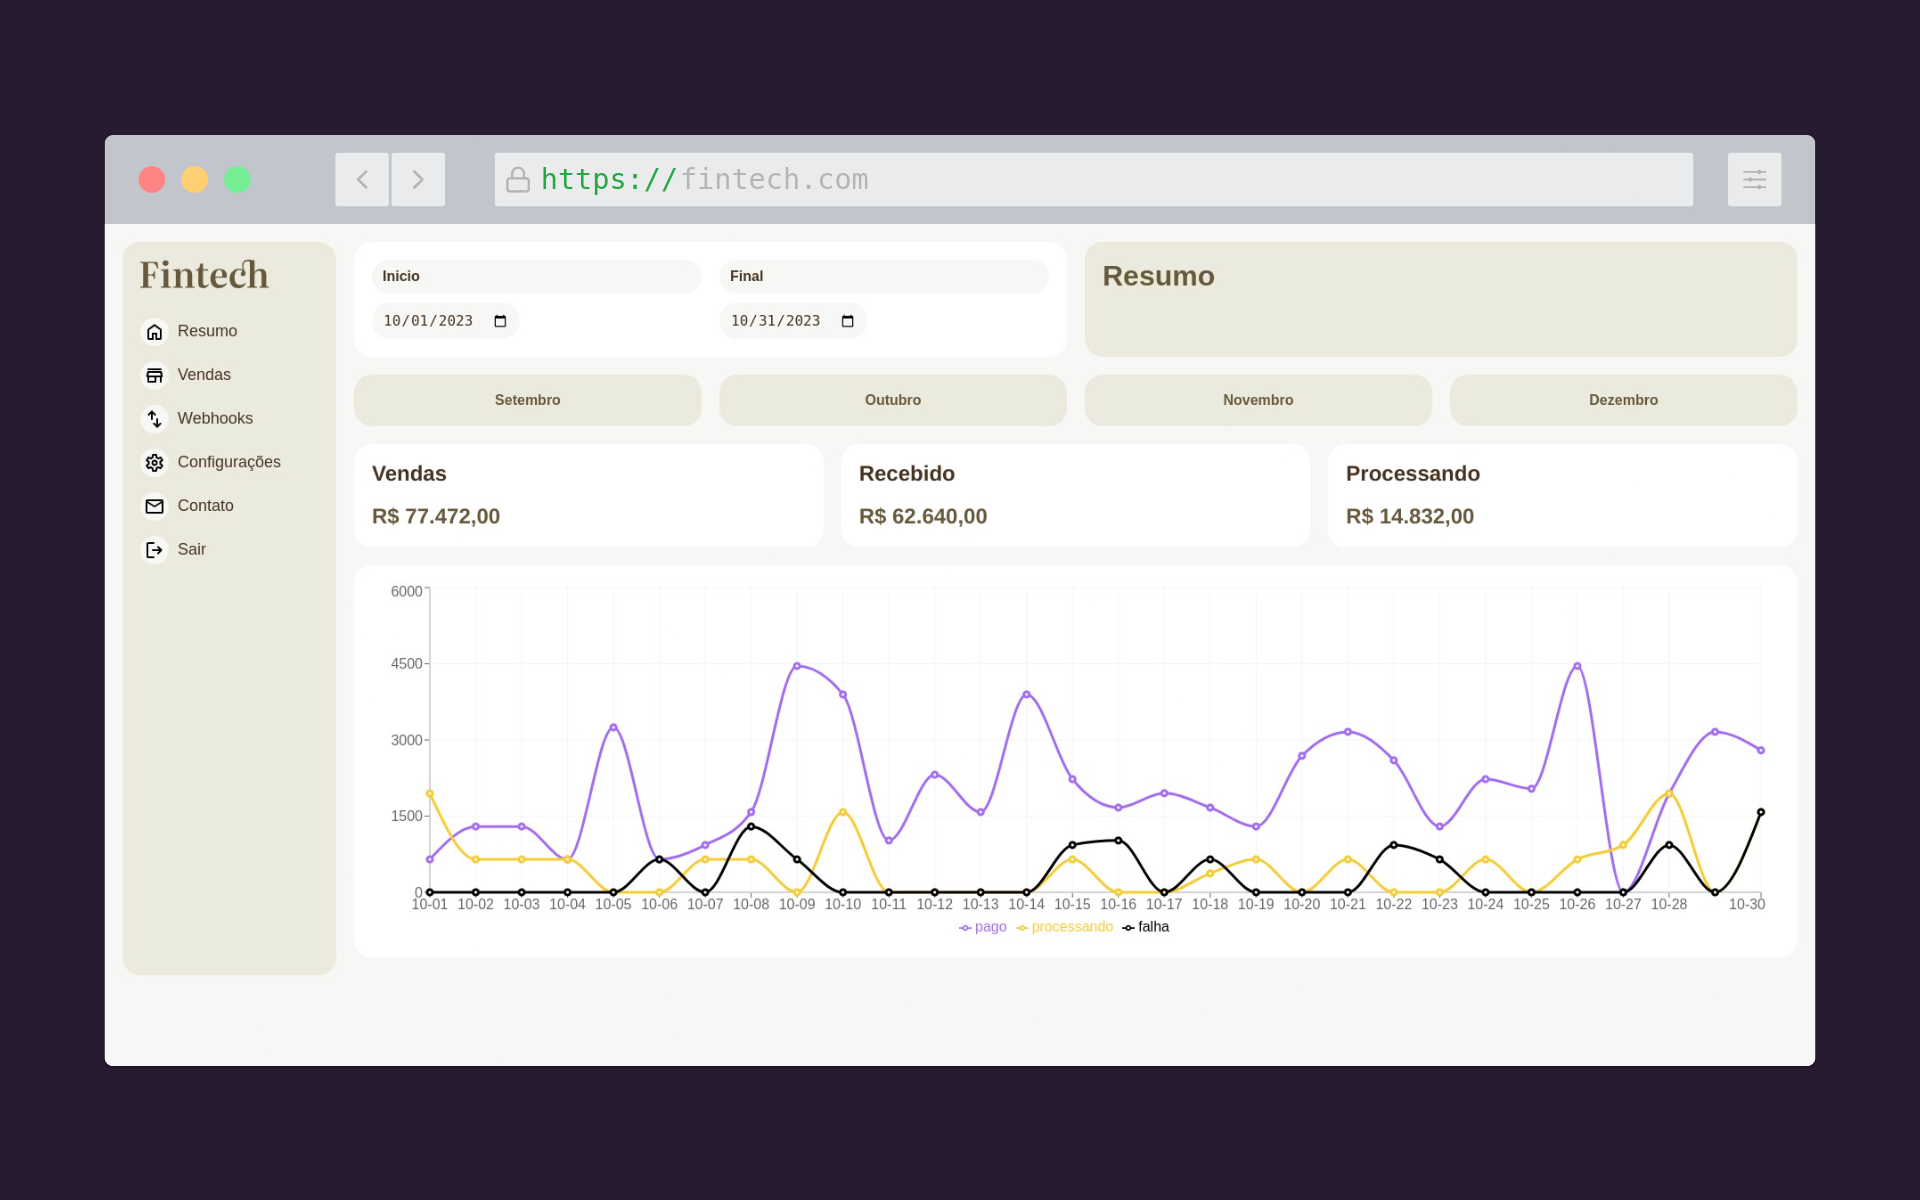 https://fintech.com
Fintech
Resumo
Vendas
Webhooks
Configurações
Contato
Sair
Inicio
10/01/2023
Final
10/31/2023
Resumo
Setembro
Outubro
Novembro
Dezembro
Vendas
R$ 77.472,00
Recebido
R$ 62.640,00
Processando
R$ 14.832,00
6000
4500
3000
1500
0
10-01 10-02 10-03 10-04 10-05 10-06 10-07 10-08 10-09 10-10 10-11 10-12 10-13 10-14 10-15 10-16 10-17 10-18 10-19 10-20 10-21 10-22 10-23 10-24 10-25 10-26 10-27 10-28 10-30
pago processando falha